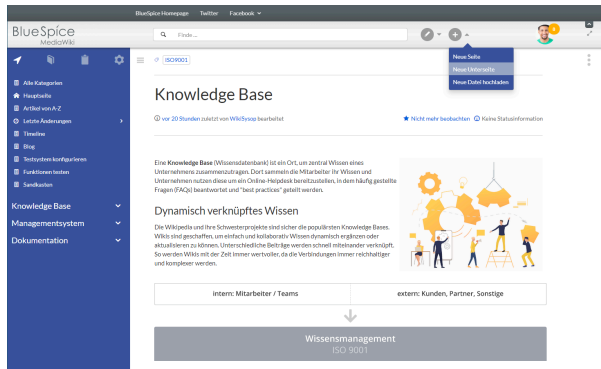 BlueSpice Homepage Twitter Facebook
BlueSpice
MediaWiki
Finde...
Neue Seite
Neue Unterseite
Neue Datei hochladen
ISO9001
Alle Kategorien
Hauptseite
Artikel von A-Z
Letzte Änderungen
Timeline
Blog
Testsystem konfigurieren
Funktionen testen
Sandkasten
Knowledge Base
Managementsystem
Dokumentation
Knowledge Base
vor 20 Stunden zuletzt von WikiSysop bearbeitet
Nicht mehr beobachten Keine Statusinformation
Eine Knowledge Base (Wissensdatenbank) ist ein Ort, um zentral Wissen eines
Unternehmens zusammenzutragen. Dort sammeln die Mitarbeiter ihr Wissen und
Unternehmen nutzen diese um ein Online-Helpdesk bereitzustellen, in dem häufig gestellte
Fragen (FAQs) beantwortet und "best practices" geteilt werden.
Dynamisch verknüpftes Wissen
Die Wikipedia und ihre Schwesterprojekte sind sicher die populärsten Knowledge Bases.
Wikis sind geschaffen, um einfach und kollaborativ Wissen dynamisch ergänzen oder
aktualisieren zu können. Unterschiedliche Beiträge werden schnell miteinander verknüpft.
So werden Wikis mit der Zeit immer wertvoller, da die Verbindungen immer reichhaltiger
und komplexer werden.
intern: Mitarbeiter / Teams
extern: Kunden, Partner, Sonstige
Wissensmanagement
ISO 9001